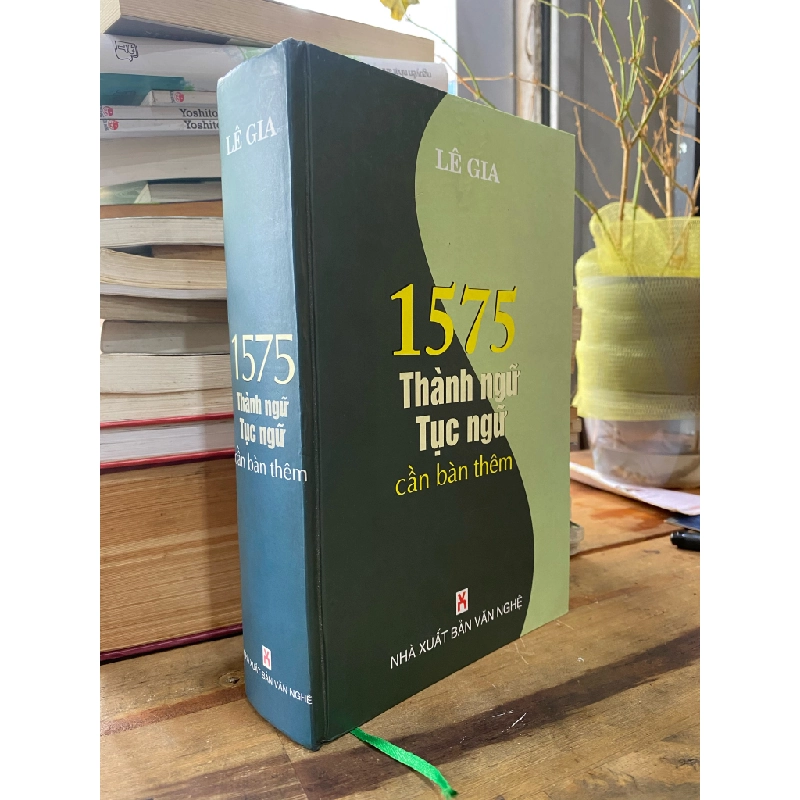 LÊ GIA
1575
Thành ngữ
Tục ngữ
cần bàn thêm
NHÀ XUẤT BẢN VĂN NGHỆ
LÊ GIA
1575
Thành ngữ
Tục ngữ
cần bàn thêm
NHÀ XUẤT BẢN VĂN NGHỆ
Yoshito
Yoshito